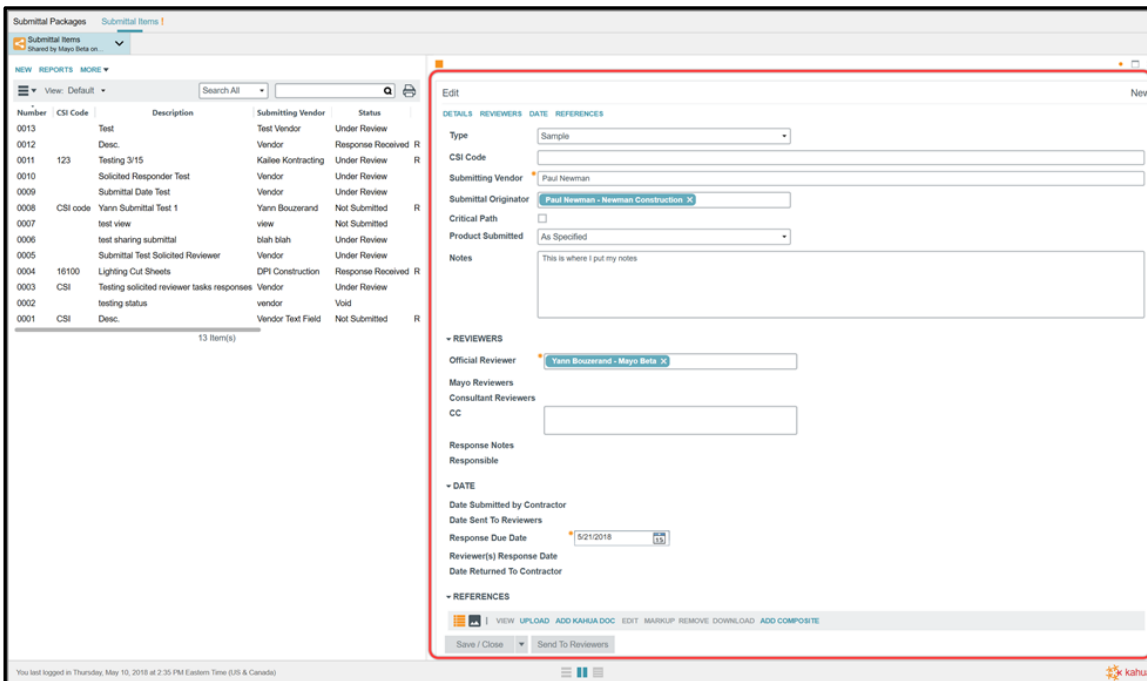 Submittal Packages Submittal Items !
Submittal Items
Shared by Mayo Beta on...
NEW REPORTS MORE
View: Default Search All
Number CSI Code Description Submitting Vendor Status
0013 Test Test Vendor Under Review
0012 Desc. Vendor Response Received R
0011 123 Testing 3/15 Kailee Kontracting Under Review R
0010 Solicited Responder Test Vendor Under Review
0009 Submittal Date Test Vendor Under Review
0008 CSI code Yann Submittal Test 1 Yann Bouzerand Not Submitted R
0007 test view view Not Submitted
0006 test sharing submittal blah blah Under Review
0005 Submittal Test Solicited Reviewer Vendor Under Review
0004 16100 Lighting Cut Sheets DPI Construction Response Received R
0003 CSI Testing solicited reviewer tasks responses Vendor Under Review
0002 testing status vendor Void
0001 CSI Desc. Vendor Text Field Not Submitted R
13 Item(s)
Edit New
DETAILS REVIEWERS DATE REFERENCES
Type Sample
CSI Code
Submitting Vendor * Paul Newman
Submittal Originator Paul Newman - Newman Construction X
Critical Path
Product Submitted As Specified
Notes This is where I put my notes
REVIEWERS
Official Reviewer * Yann Bouzerand - Mayo Beta X
Mayo Reviewers
Consultant Reviewers
CC
Response Notes
Responsible
DATE
Date Submitted by Contractor
Date Sent To Reviewers
Response Due Date * 5/21/2018 15
Reviewer(s) Response Date
Date Returned To Contractor
REFERENCES
VIEW UPLOAD ADD KAHUA DOC EDIT MARKUP REMOVE DOWNLOAD ADD COMPOSITE
Save / Close Send To Reviewers
You last logged in Thursday, May 10, 2018 at 2:35 PM Eastern Time (US & Canada) kahu